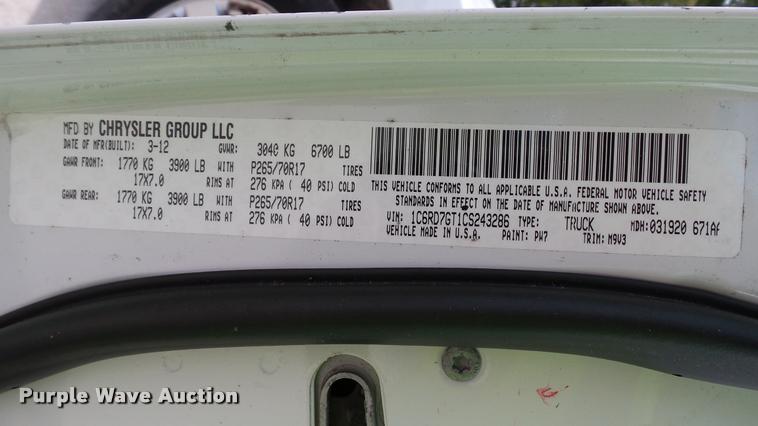 MFD BY CHRYSLER GROUP LLC
DATE OF MFR(BUILT): 3-12 GVWR: 3040 KG 6700 LB
GAWR FRONT: 1770 KG 3900 LB WITH P265/70R17 TIRES
17X7.0 RIMS AT 276 KPA ( 40 PSI) COLD
GAWR REAR: 1770 KG 3900 LB WITH P265/70R17 TIRES
17X7.0 RIMS AT 276 KPA ( 40 PSI) COLD
THIS VEHICLE CONFORMS TO ALL APPLICABLE U.S.A. FEDERAL MOTOR VEHICLE SAFETY
STANDARDS IN EFFECT ON THE DATE OF MANUFACTURE SHOWN ABOVE.
VIN: 1C6RD7GT1CS243286 TYPE: TRUCK MDH: 031920 671AF
VEHICLE MADE IN U.S.A. PAINT: PW7 TRIM: M9V3
Purple Wave Auction